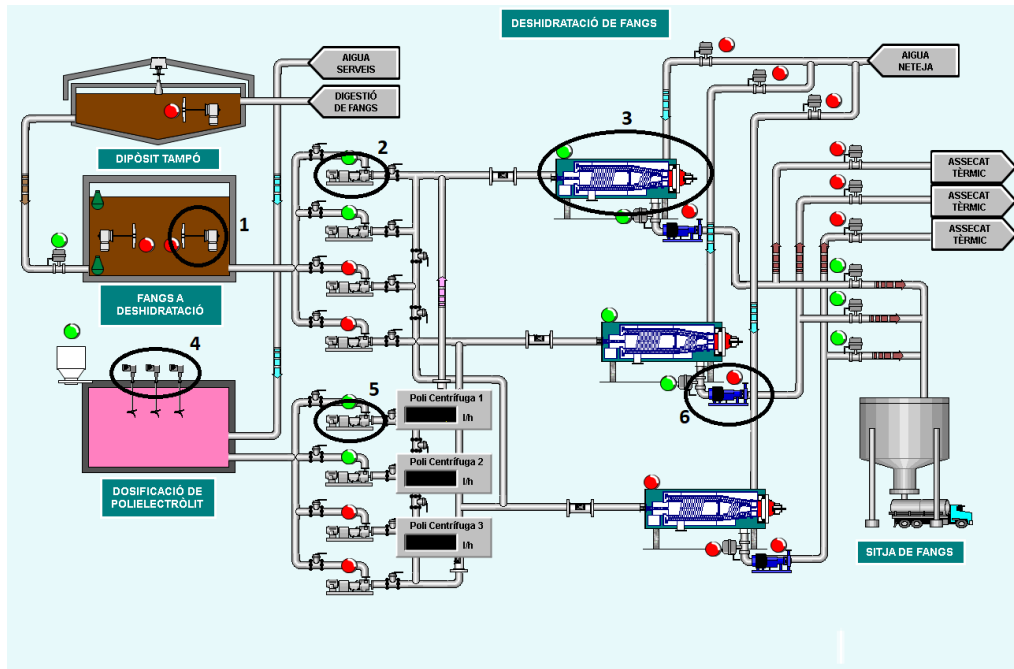 DESHIDRATACIÓ DE FANGS
AIGUA
SERVEIS
AIGUA
NETEJA
DIGESTIÓ
DE FANGS
DIPÒSIT TAMPÓ
2
3
ASSECAT
TÈRMIC
ASSECAT
TÈRMIC
ASSECAT
TÈRMIC
1
FANGS A
DESHIDRATACIÓ
4
5
Poli Centrífuga 1
l/h
6
Poli Centrífuga 2
l/h
DOSIFICACIÓ DE
POLIELECTRÒLIT
Poli Centrífuga 3
l/h
SITJA DE FANGS